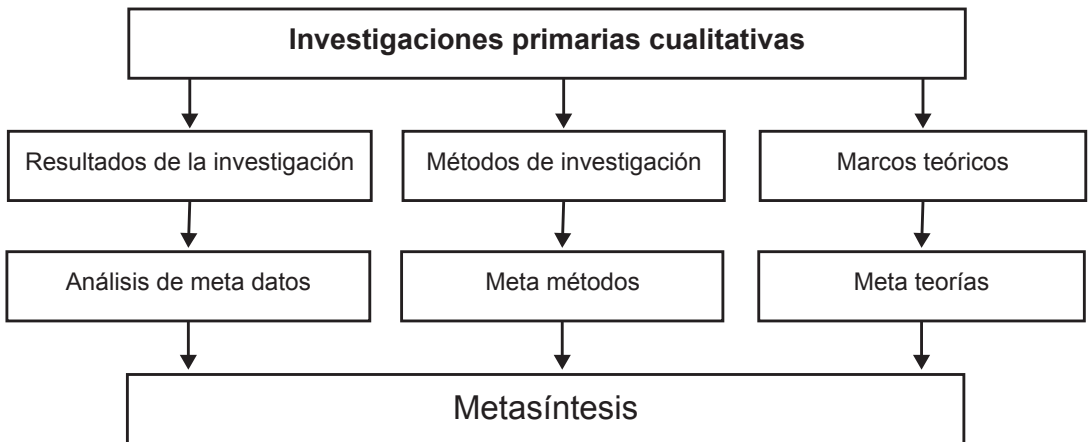 Investigaciones primarias cualitativas
Resultados de la investigación
Métodos de investigación
Marcos teóricos
Análisis de meta datos
Meta métodos
Meta teorías
Metasíntesis